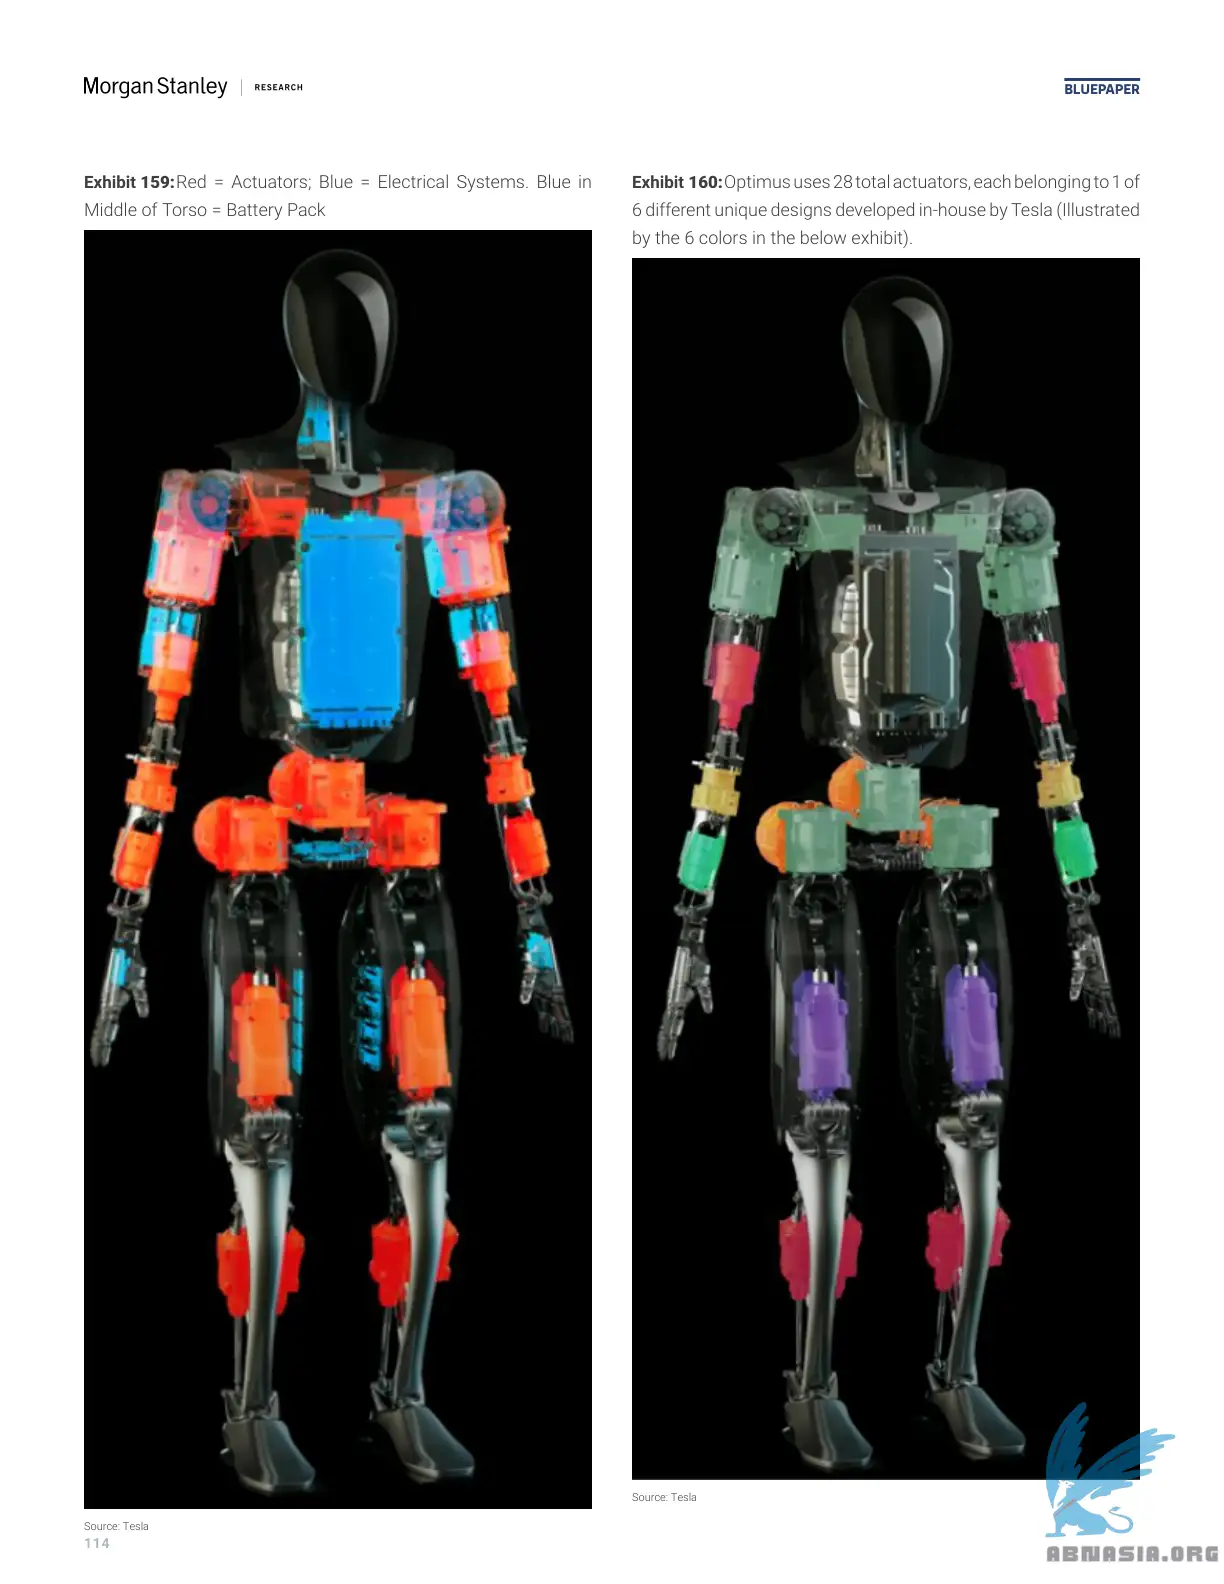 Morgan Stanley | RESEARCH
BLUEPAPER
Exhibit 159: Red = Actuators; Blue = Electrical Systems. Blue in
Middle of Torso = Battery Pack
Exhibit 160: Optimus uses 28 total actuators, each belonging to 1 of
6 different unique designs developed in-house by Tesla (Illustrated
by the 6 colors in the below exhibit).
Source: Tesla
Source: Tesla
114
ABNASIA.ORG